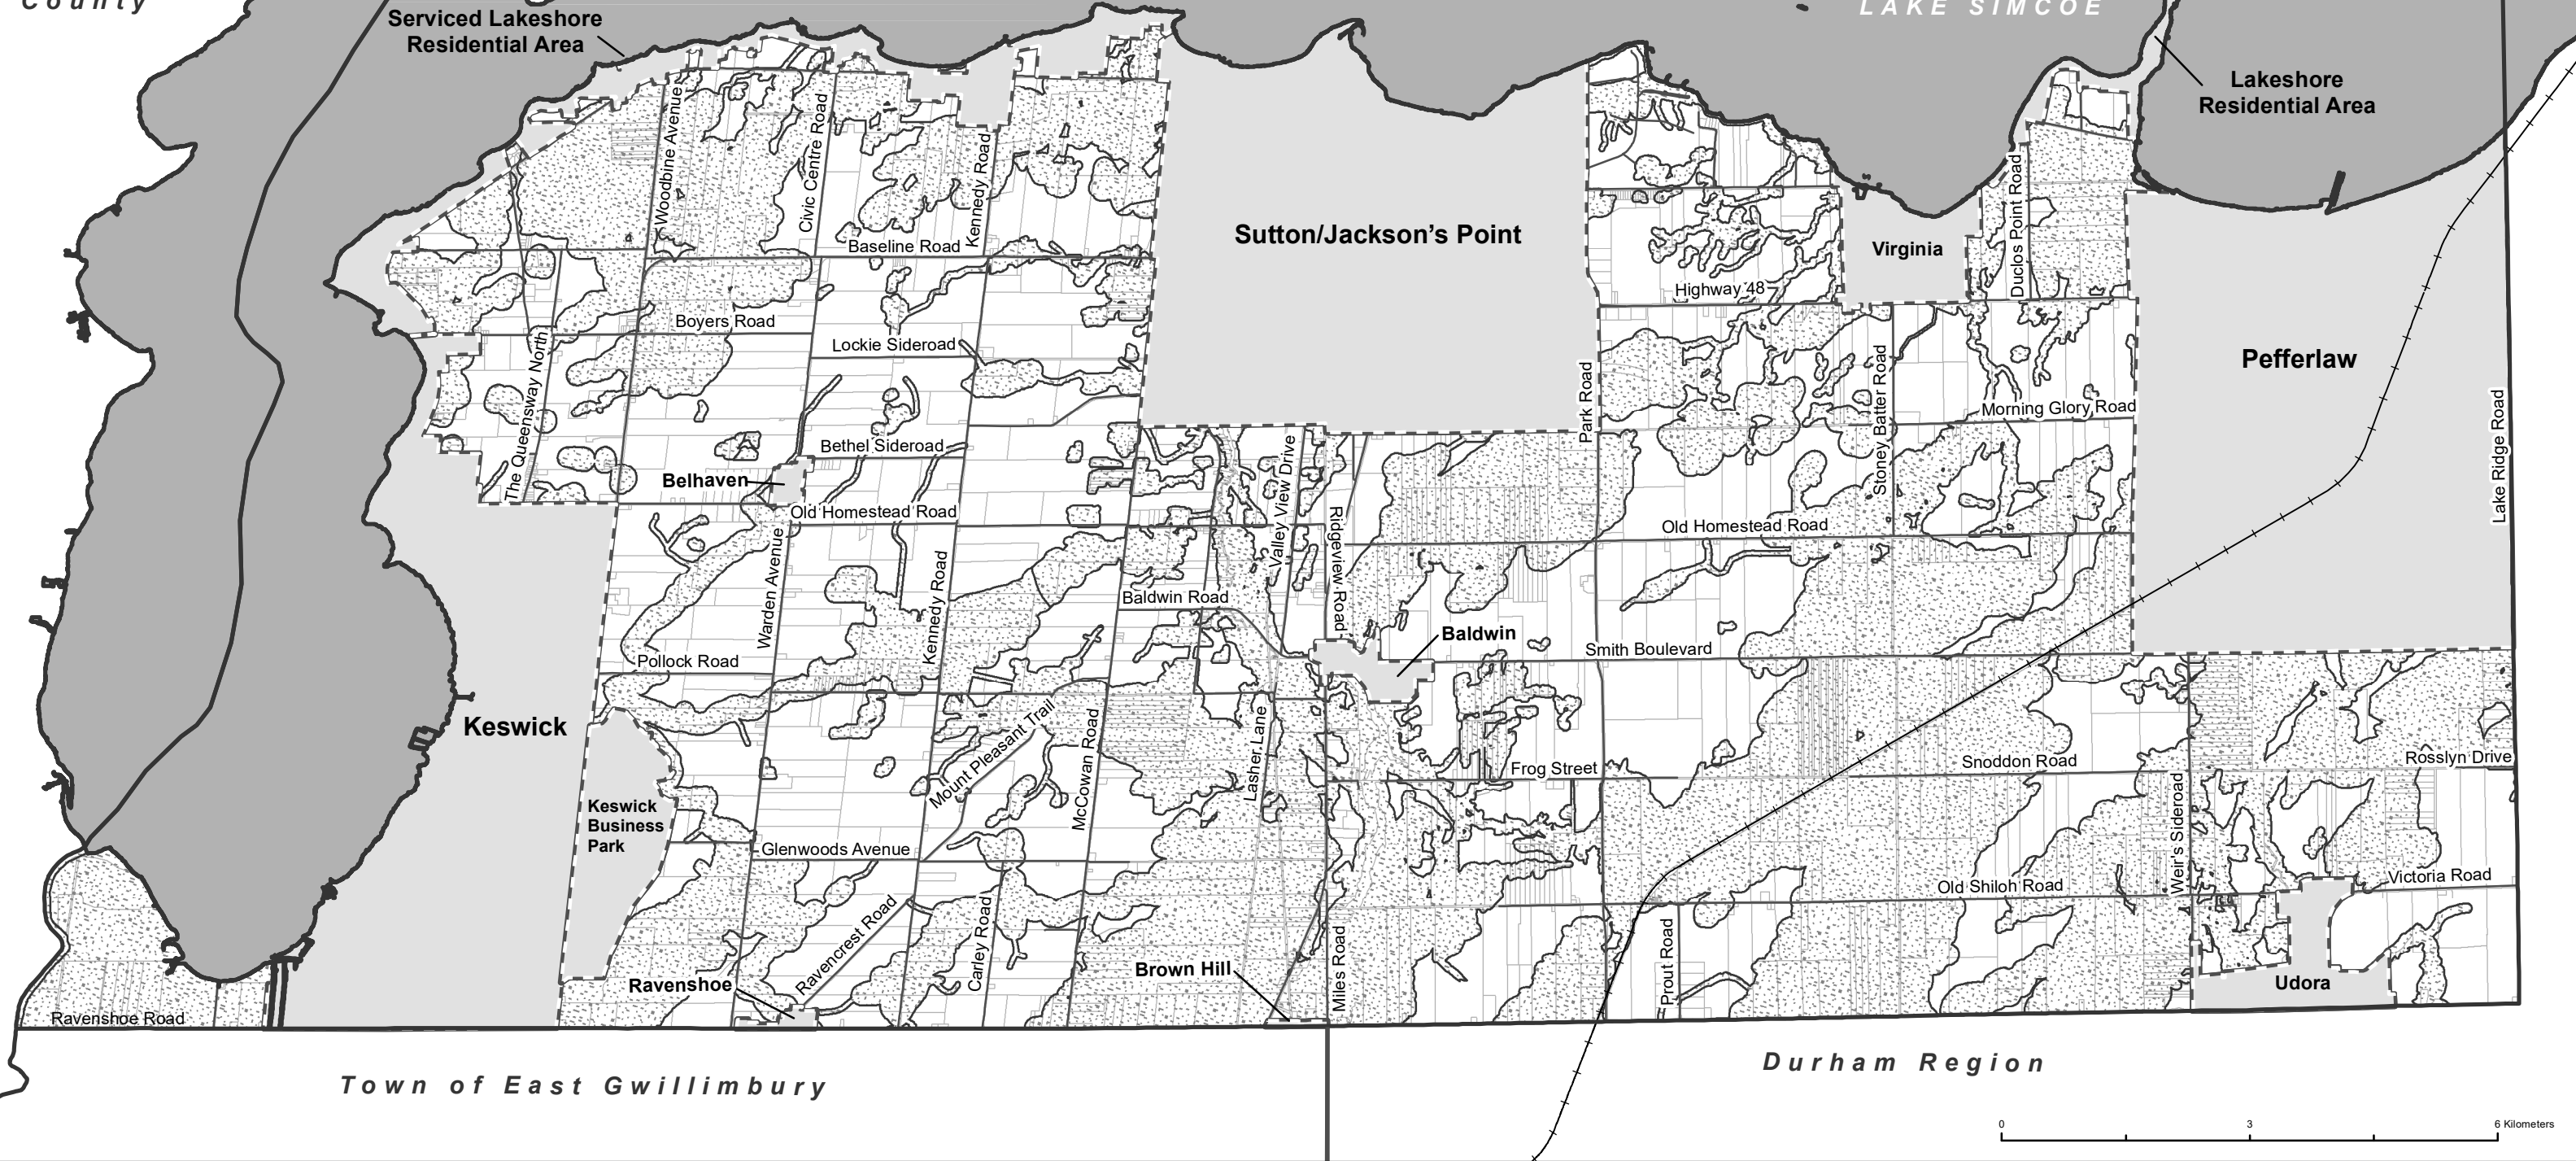 County
LAKE SIMCOE
Serviced Lakeshore
Residential Area
Lakeshore
Residential Area
Woodbine Avenue
Civic Centre Road
Kennedy Road
Baseline Road
Sutton/Jackson's Point
Virginia
Duclos Point Road
Highway 48
Boyers Road
Lockie Sideroad
The Queensway North
Park Road
Stoney Batter Road
Pefferlaw
Morning Glory Road
Lake Ridge Road
Bethel Sideroad
Belhaven
Valley View Drive
Old Homestead Road
Old Homestead Road
Ridgeview Road
Warden Avenue
Kennedy Road
Baldwin Road
Baldwin
Smith Boulevard
Pollock Road
Keswick
Mount Pleasant Trail
McCowan Road
Lasher Lane
Frog Street
Snoddon Road
Rosslyn Drive
Keswick
Business
Park
Weir's Sideroad
Glenwoods Avenue
Old Shiloh Road
Victoria Road
Ravencrest Road
Carley Road
Miles Road
Prout Road
Brown Hill
Ravenshoe
Udora
Ravenshoe Road
Town of East Gwillimbury
Durham Region
0 3 6 Kilometers